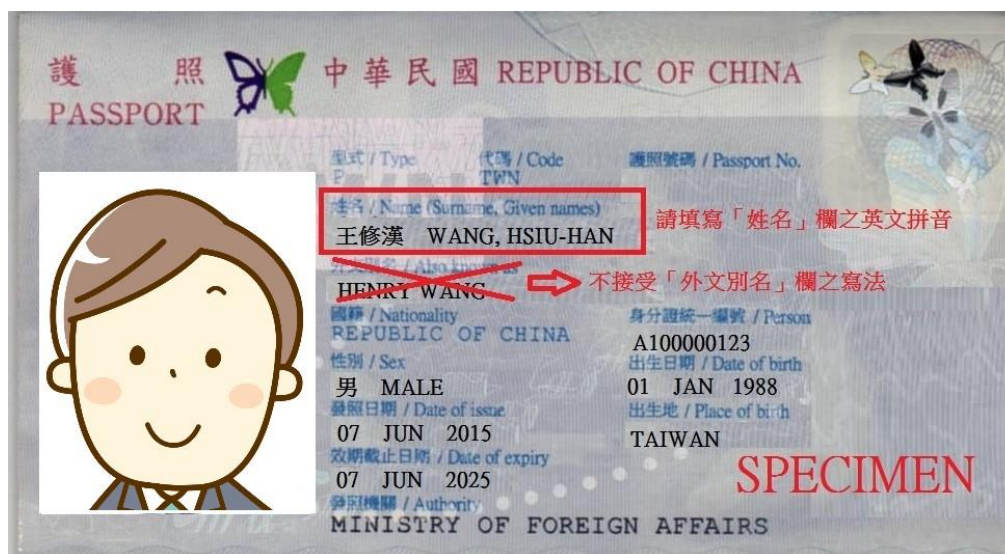 護 照 中華民國 REPUBLIC OF CHINA
PASSPORT
型式 / Type 代碼 / Code 護照號碼 / Passport No.
P TWN
姓名 / Name (Surname, Given names)
王修漢 WANG, HSIU-HAN
請填寫「姓名」欄之英文拼音
外文別名 / Also known as
HENRY WANG
不接受「外文別名」欄之寫法
國籍 / Nationality 身分證統一編號 / Person
REPUBLIC OF CHINA A100000123
性別 / Sex 出生日期 / Date of birth
男 MALE 01 JAN 1988
發照日期 / Date of issue 出生地 / Place of birth
07 JUN 2015 TAIWAN
效期截止日期 / Date of expiry
07 JUN 2025
SPECIMEN
發照機關 / Authority
MINISTRY OF FOREIGN AFFAIRS